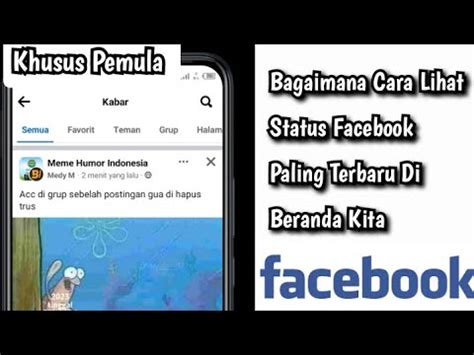 Khusus Pemula
Kabar
Semua Favorit Teman Grup Halam
Meme Humor Indonesia
Medy M · 2 menit yang lalu ·
Acc di grup sebelah postingan gua di hapus
trus
2023
Bagaimana Cara Lihat
Status Facebook
Paling Terbaru Di
Beranda Kita
facebook